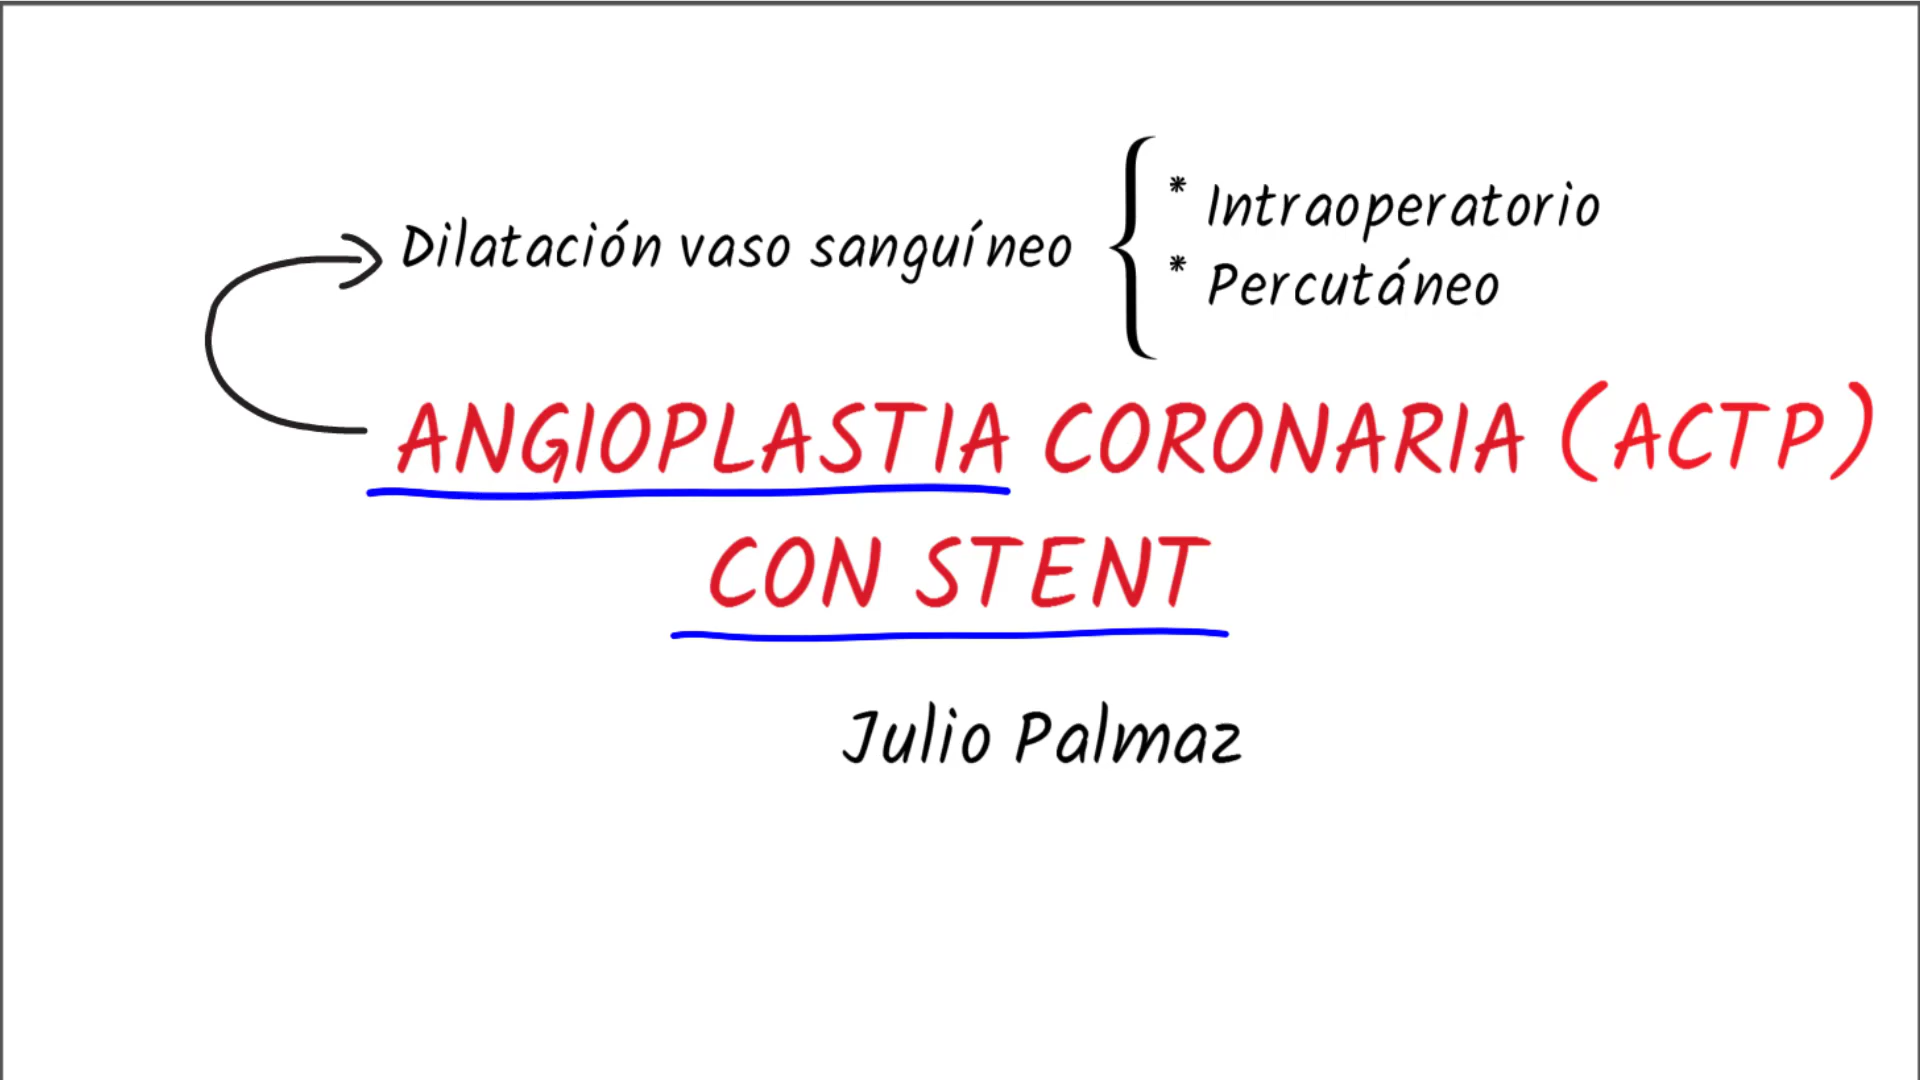 Dilatación vaso sanguíneo
* Intraoperatorio
* Percutáneo
ANGIOPLASTIA CORONARIA (ACTP)
CON STENT
Julio Palmaz